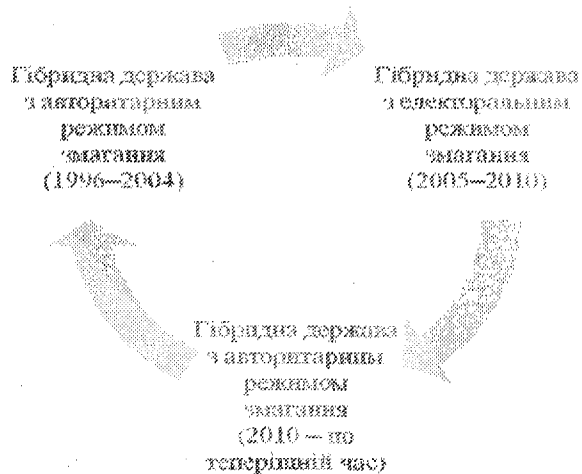 Гібридна держава
з авторитарним
режимом
змагання
(1996–2004)
Гібридна держава
з електоральним
режимом
змагання
(2005–2010)
Гібридна держава
з авторитарним
режимом
змагання
(2010 – по
теперішній час)